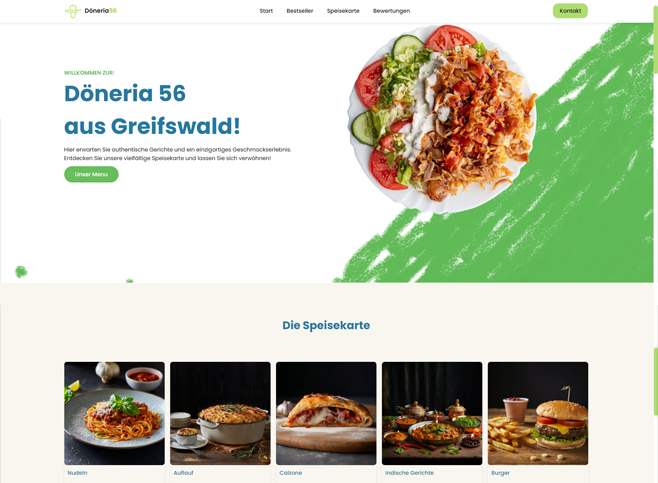 Döneria56
Start
Bestseller
Speisekarte
Bewertungen
Kontakt
WILLKOMMEN ZUR!
Döneria 56
aus Greifswald!
Hier erwarten Sie authentische Gerichte und ein einzigartiges Geschmackserlebnis.
Entdecken Sie unsere vielfältige Speisekarte und lassen Sie sich verwöhnen!
Unser Menu
Die Speisekarte
Nudeln
Auflauf
Calzone
Indische Gerichte
Burger